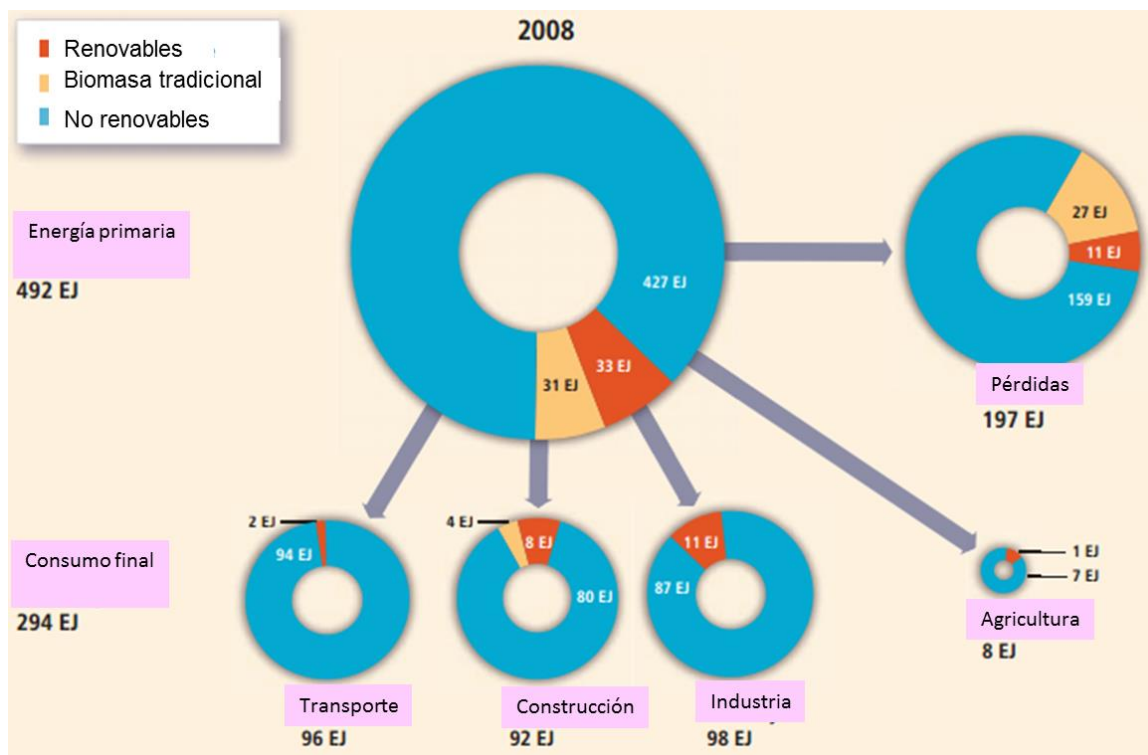 2008
Renovables
Biomasa tradicional
No renovables
Energía primaria
492 EJ
427 EJ
33 EJ
31 EJ
27 EJ
11 EJ
159 EJ
Pérdidas
197 EJ
Consumo final
294 EJ
2 EJ
94 EJ
Transporte
96 EJ
4 EJ
8 EJ
80 EJ
Construcción
92 EJ
11 EJ
87 EJ
Industria
98 EJ
1 EJ
7 EJ
Agricultura
8 EJ